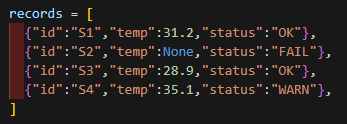 records = [
  {"id":"S1","temp":31.2,"status":"OK"},
  {"id":"S2","temp":None,"status":"FAIL"},
  {"id":"S3","temp":28.9,"status":"OK"},
  {"id":"S4","temp":35.1,"status":"WARN"},
]